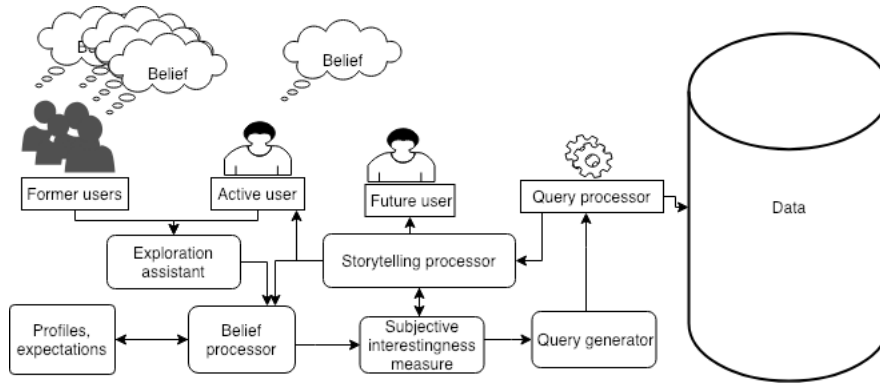 Be
Belief
Belief
Former users
Active user
Future user
Query processor
Data
Exploration
assistant
Storytelling processor
Profiles,
expectations
Belief
processor
Subjective
interestingness
measure
Query generator